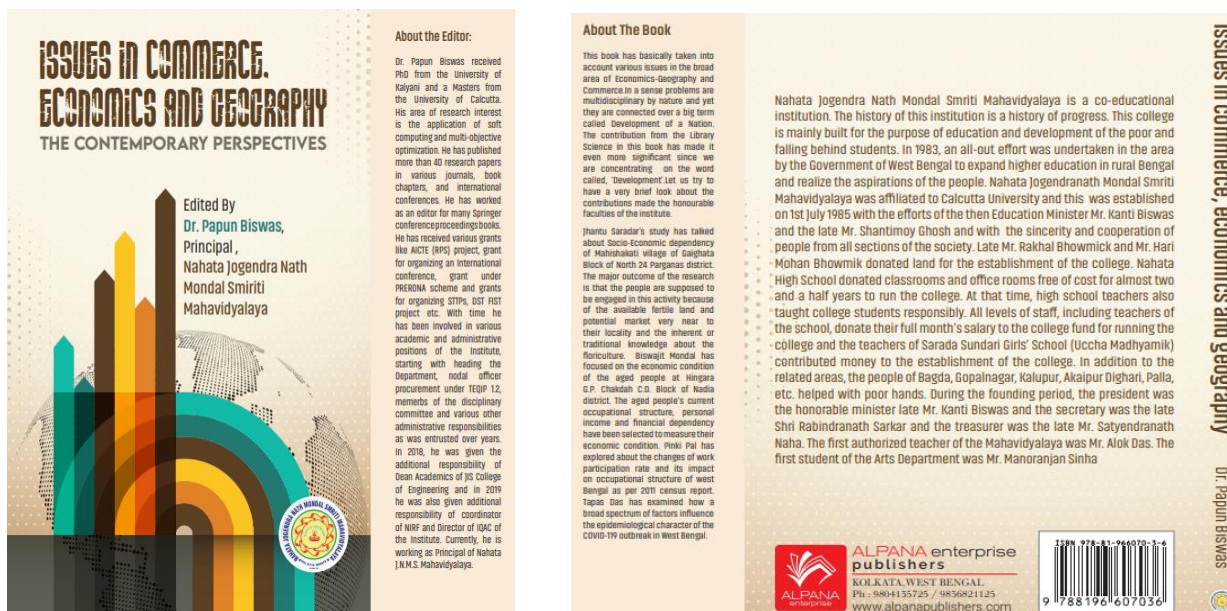 ISSUES IN COMMERCE,
ECONOMICS AND GEOGRAPHY
THE CONTEMPORARY PERSPECTIVES
Edited By
Dr. Papun Biswas,
Principal ,
Nahata Jogendra Nath
Mondal Smiriti
Mahavidyalaya
NAHATA JOGENDRA NATH MONDAL SMRITI MAHAVIDYALAYA
About the Editor:
Dr. Papun Biswas received
PhD from the University of
Kalyani and a Masters from
the University of Calcutta.
His area of research interest
is the application of soft
computing and multi-objective
optimization. He has published
more than 40 research papers
in various journals, book
chapters, and international
conferences. He has worked
as an editor for many Springer
conference proceedings books.
He has received various grants
like AICTE (RPS) project, grant
for organizing an International
conference, grant under
PRERONA scheme and grants
for organizing STTPs, DST FIST
project etc. With time he
has been involved in various
academic and administrative
positions of the Institute,
starting with heading the
Department, nodal officer
procurement under TEQIP 1.2,
memerbs of the disciplinary
committee and various other
administrative responsibilities
as was entrusted over years.
In 2018, he was given the
additional responsibility of
Dean Academics of JIS College
of Engineering and in 2019
he was also given additional
responsibility of coordinator
of NIRF and Director of IQAC of
the Institute. Currently, he is
working as Principal of Nahata
J.N.M.S. Mahavidyalaya.
About The Book
This book has basically taken into
account various issues in the broad
area of Economics-Geography and
Commerce.In a sense problems are
multidisciplinary by nature and yet
they are connected over a big term
called Development of a Nation.
The contribution from the Library
Science in this book has made it
even more significant since we
are concentrating on the word
called, 'Development'.Let us try to
have a very brief look about the
contributions made the honourable
faculties of the institute.
Jhantu Saradar's study has talked
about Socio-Economic dependency
of Mahishakati village of Gaighata
Block of North 24 Parganas district.
The major outcome of the research
is that the people are supposed to
be engaged in this activity because
of the available fertile land and
potential market very near to
their locality and the inherent or
traditional knowledge about the
floriculture. Biswajit Mondal has
focused on the economic condition
of the aged people at Hingara
G.P. Chakdah C.D. Block of Nadia
district. The aged people's current
occupational structure, personal
income and financial dependency
have been selected to measure their
economic condition. Pinki Pal has
explored about the changes of work
participation rate and its impact
on occupational structure of west
Bengal as per 2011 census report.
Tapas Das has examined how a
broad spectrum of factors influence
the epidemiological character of the
COVID-119 outbreak in West Bengal.
Nahata Jogendra Nath Mondal Smriti Mahavidyalaya is a co-educational
institution. The history of this institution is a history of progress. This college
is mainly built for the purpose of education and development of the poor and
falling behind students. In 1983, an all-out effort was undertaken in the area
by the Government of West Bengal to expand higher education in rural Bengal
and realize the aspirations of the people. Nahata Jogendranath Mondal Smriti
Mahavidyalaya was affiliated to Calcutta University and this was established
on 1st July 1985 with the efforts of the then Education Minister Mr. Kanti Biswas
and the late Mr. Shantimoy Ghosh and with the sincerity and cooperation of
people from all sections of the society. Late Mr. Rakhal Bhowmick and Mr. Hari
Mohan Bhowmik donated land for the establishment of the college. Nahata
High School donated classrooms and office rooms free of cost for almost two
and a half years to run the college. At that time, high school teachers also
taught college students responsibly. All levels of staff, including teachers of
the school, donate their full month's salary to the college fund for running the
college and the teachers of Sarada Sundari Girls' School (Uccha Madhyamik)
contributed money to the establishment of the college. In addition to the
related areas, the people of Bagda, Gopalnagar, Kalupur, Akaipur Dighari, Palla,
etc. helped with poor hands. During the founding period, the president was
the honorable minister late Mr. Kanti Biswas and the secretary was the late
Shri Rabindranath Sarkar and the treasurer was the late Mr. Satyendranath
Naha. The first authorized teacher of the Mahavidyalaya was Mr. Alok Das. The
first student of the Arts Department was Mr. Manoranjan Sinha
ALPANA
enterprise
ALPANA enterprise
publishers
KOLKATA,WEST BENGAL
Ph : 9804155725 / 9836821125
www.alpanapublishers.com
ISBN 978-81-966070-3-6
9 788196 607036
Issues in commerce, economics and geography
Dr. Papun Biswas